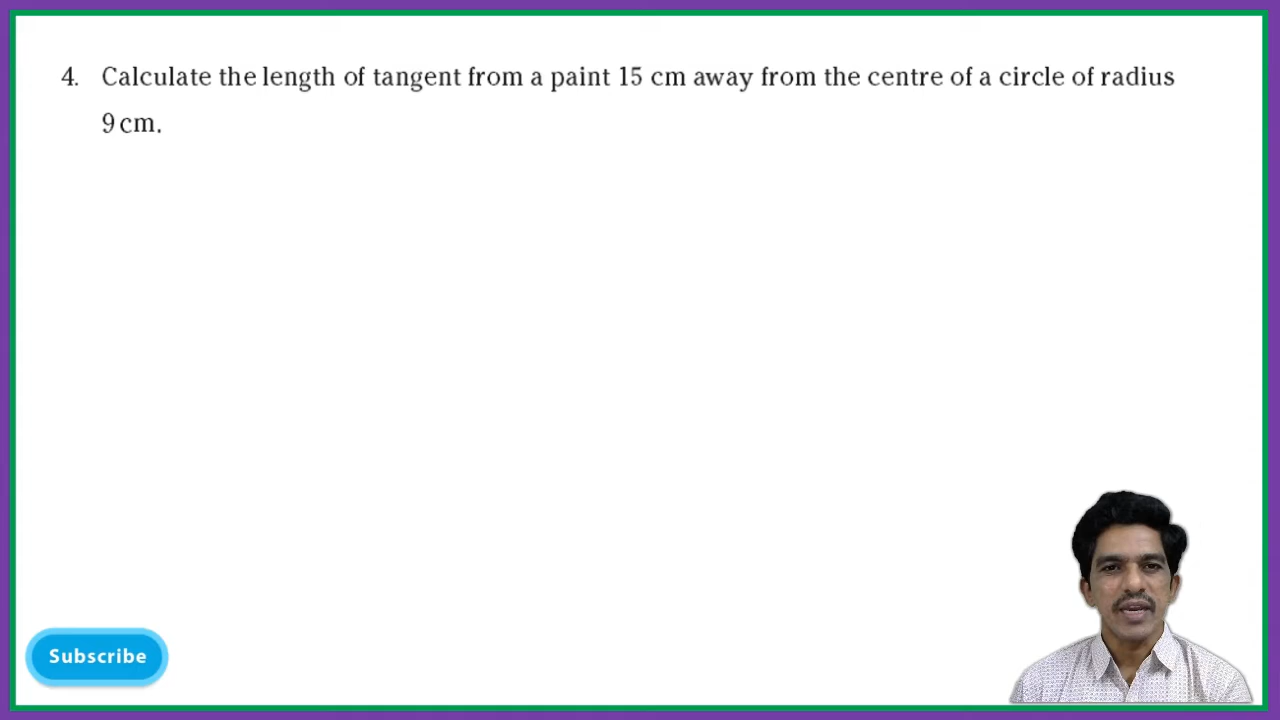 4. Calculate the length of tangent from a paint 15 cm away from the centre of a circle of radius
9 cm.
Subscribe